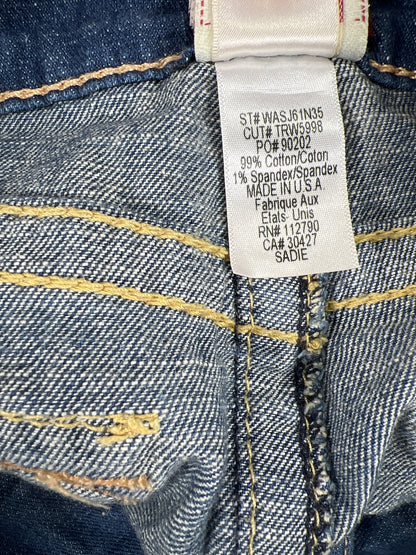 ST# WASJ61N35
CUT# TRW5998
PO# 90202
99% Cotton/Coton
1% Spandex/Spandex
MADE IN U.S.A.
Fabrique Aux
Etats- Unis
RN# 112790
CA# 30427
SADIE